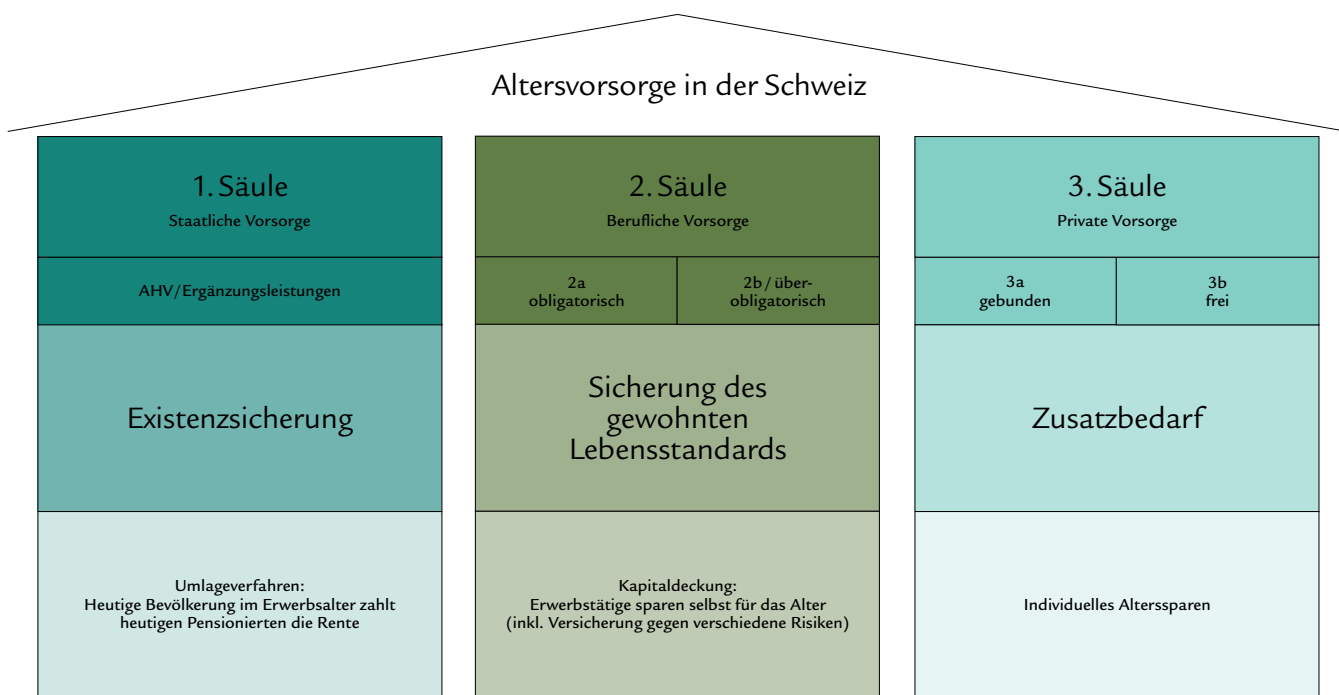 Altersvorsorge in der Schweiz
1. Säule
Staatliche Vorsorge
AHV/Ergänzungsleistungen
Existenzsicherung
Umlageverfahren:
Heutige Bevölkerung im Erwerbsalter zahlt
heutigen Pensionierten die Rente
2. Säule
Berufliche Vorsorge
2a
obligatorisch
2b / über-
obligatorisch
Sicherung des
gewohnten
Lebensstandards
Kapitaldeckung:
Erwerbstätige sparen selbst für das Alter
(inkl. Versicherung gegen verschiedene Risiken)
3. Säule
Private Vorsorge
3a
gebunden
3b
frei
Zusatzbedarf
Individuelles Alterssparen